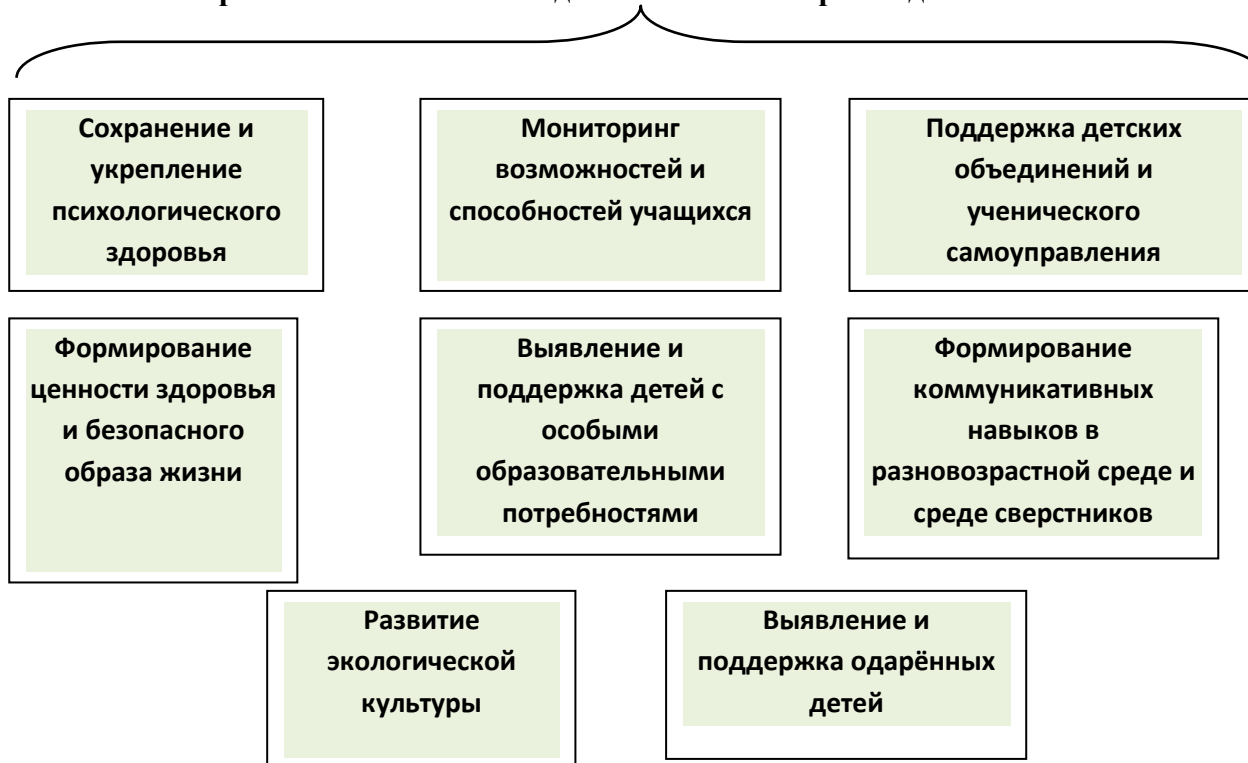 Сохранение и
укрепление
психологического
здоровья
Мониторинг
возможностей и
способностей учащихся
Поддержка детских
объединений и
ученического
самоуправления
Формирование
ценности здоровья
и безопасного
образа жизни
Выявление и
поддержка детей с
особыми
образовательными
потребностями
Формирование
коммуникативных
навыков в
разновозрастной среде и
среде сверстников
Развитие
экологической
культуры
Выявление и
поддержка одарённых
детей